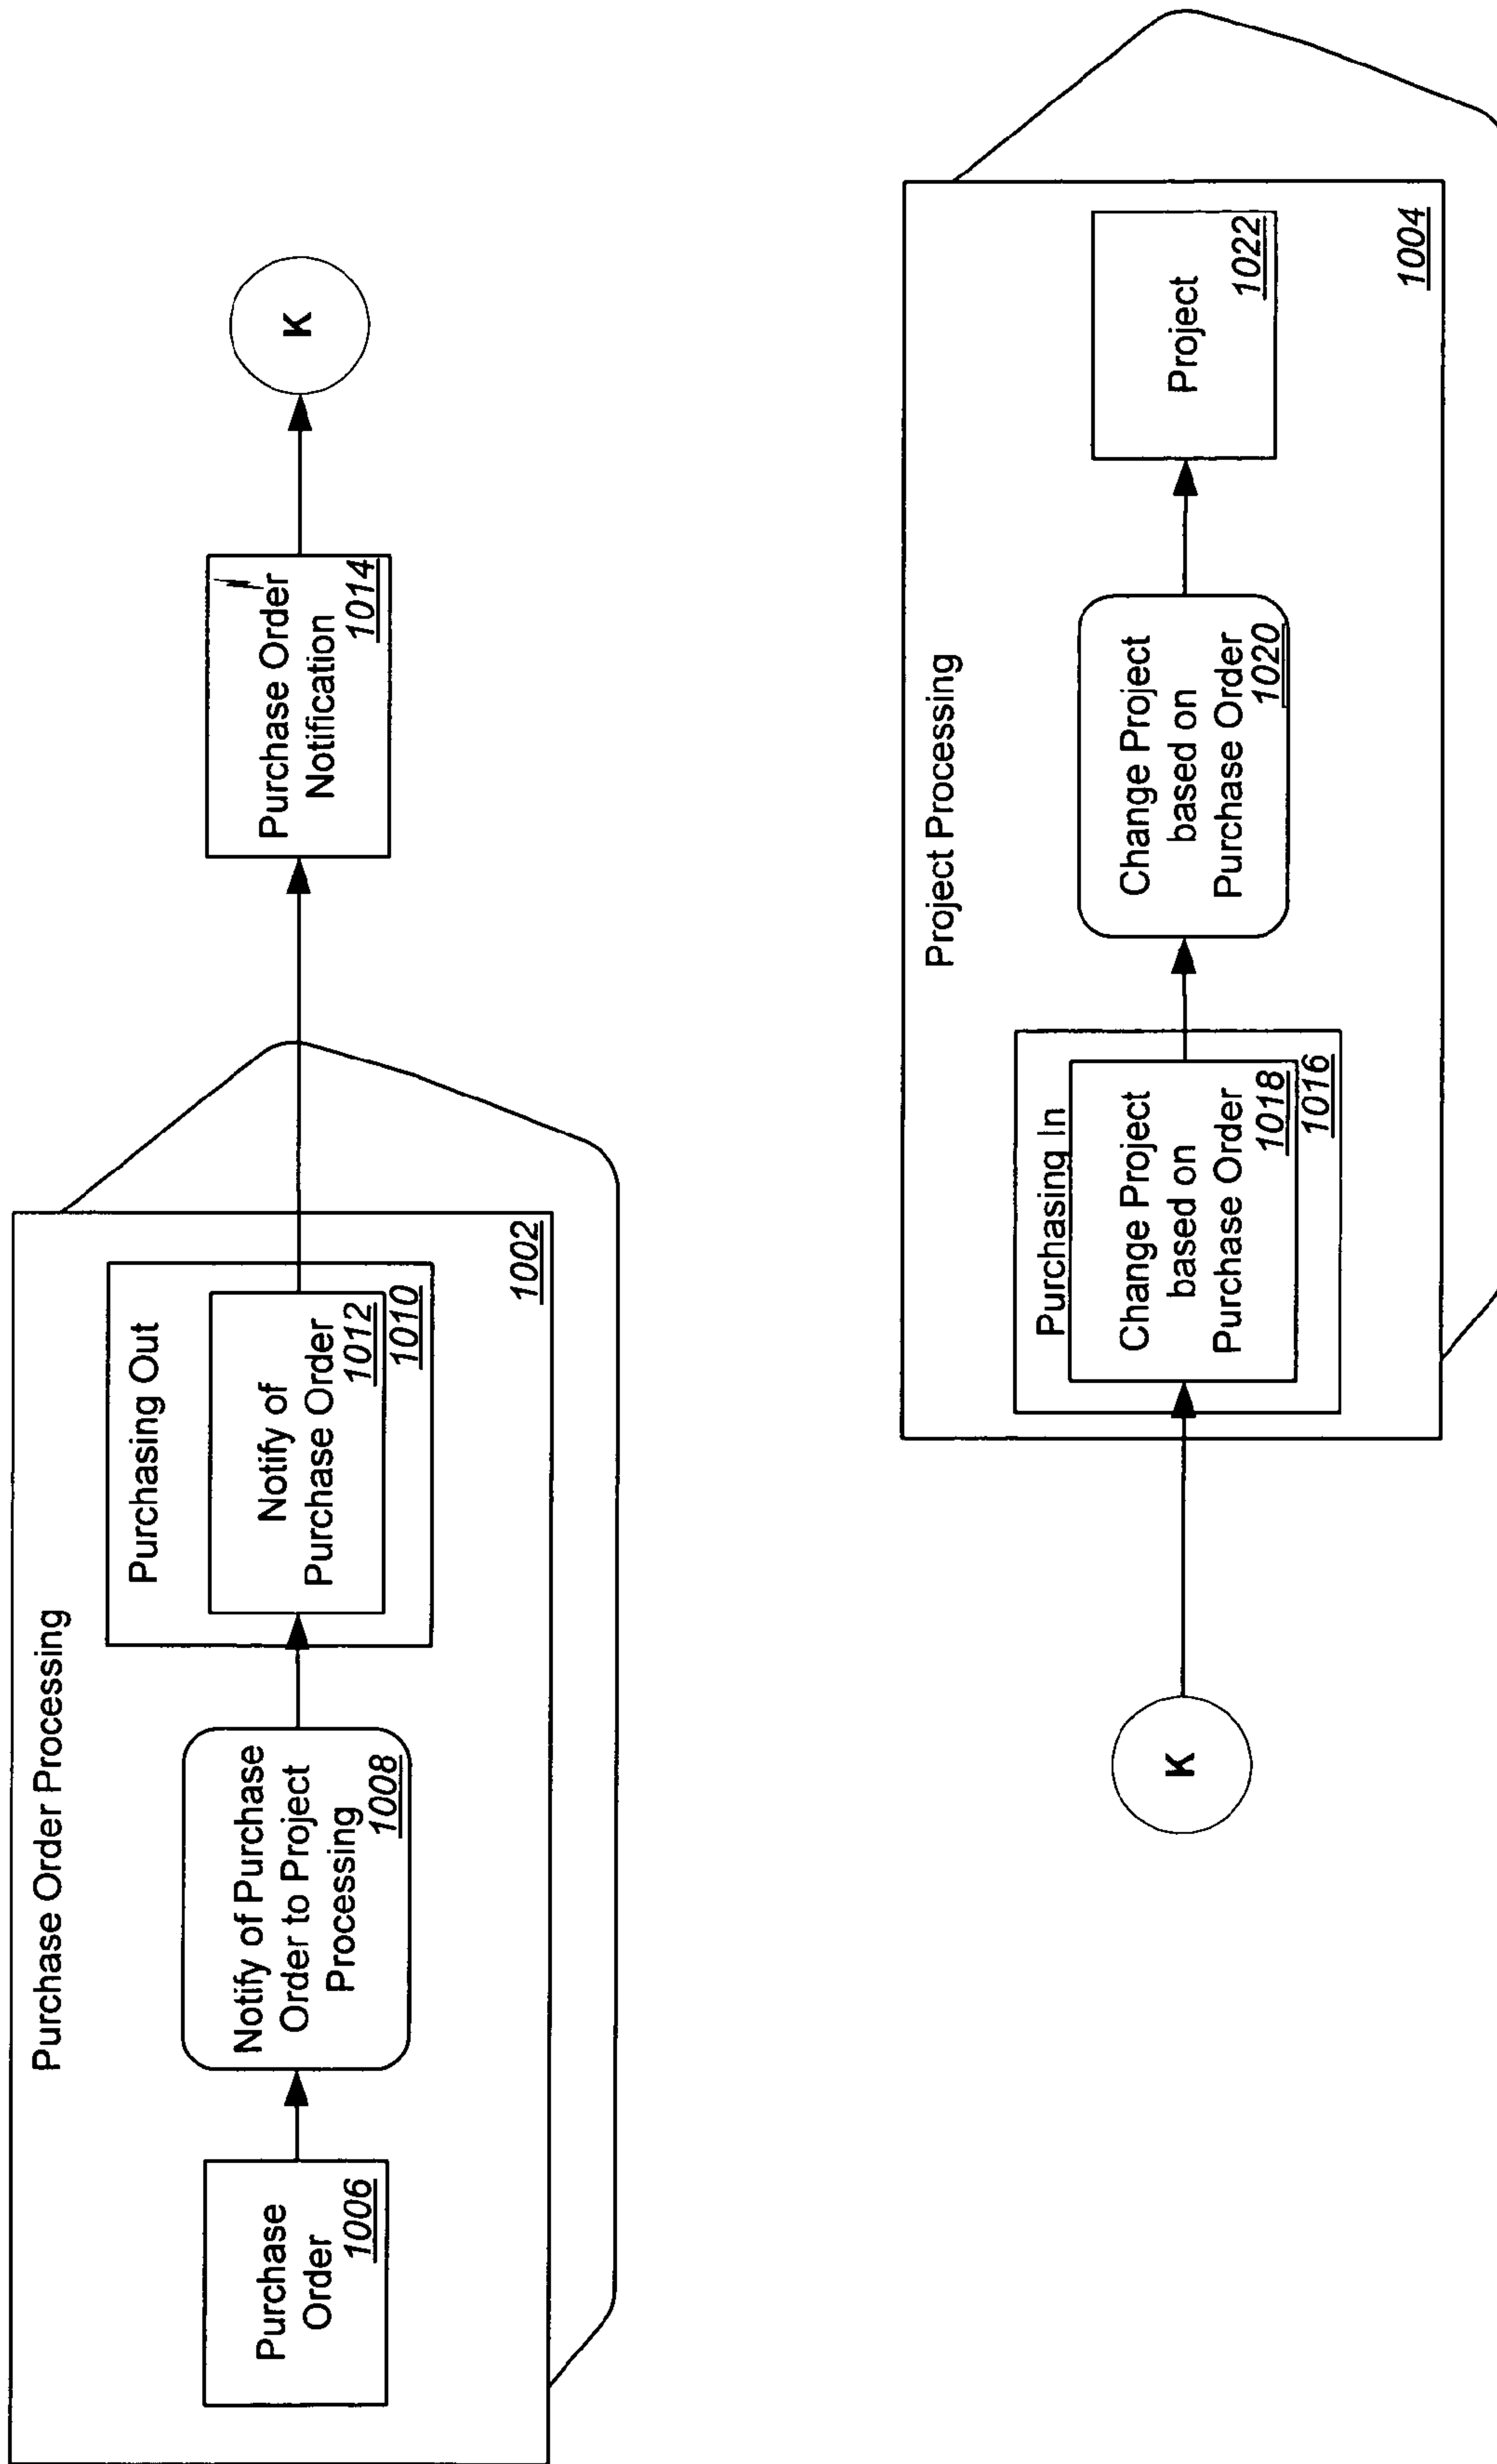 Purchase Order Processing
Purchase
Order
1006
Notify of Purchase
Order to Project
Processing
1008
Purchasing Out
Notify of
Purchase Order
1012
1010
1002
Purchase Order
Notification
1014
K
K
Project Processing
Purchasing In
Change Project
based on
Purchase Order
1018
1016
Change Project
based on
Purchase Order
1020
Project
1022
1004